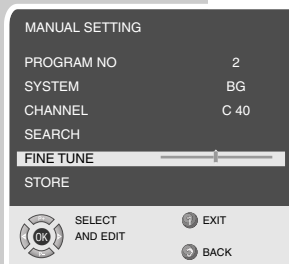 MANUAL SETTING
PROGRAM NO 2
SYSTEM BG
CHANNEL C 40
SEARCH
FINE TUNE
STORE
OK SELECT AND EDIT
EXIT
BACK